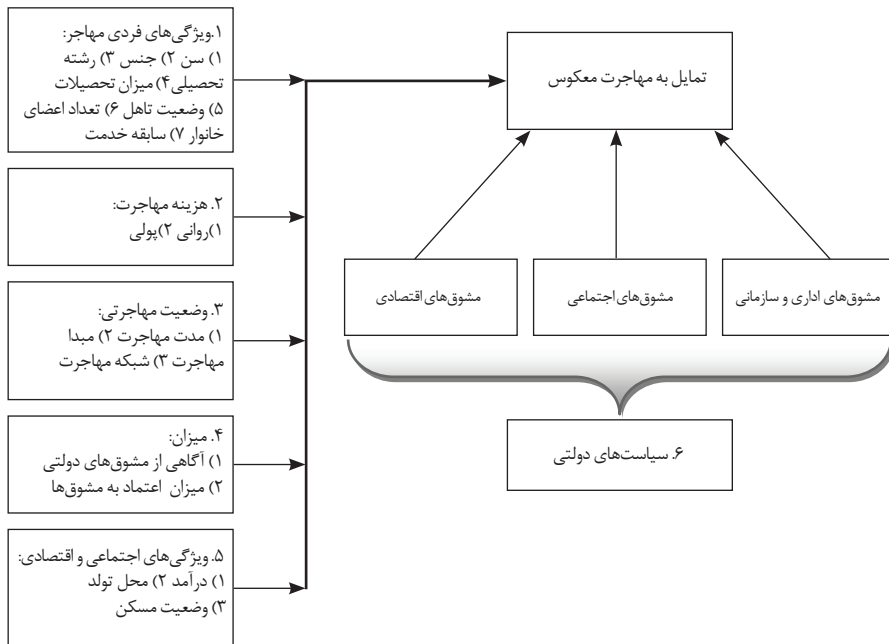 ۱.ویژگی‌های فردی مهاجر:
۱) سن ۲) جنس ۳) رشته
تحصیلی۴) میزان تحصیلات
۵) وضعیت تاهل ۶) تعداد اعضای
خانوار ۷) سابقه خدمت
۲. هزینه مهاجرت:
۱)روانی ۲)پولی
۳. وضعیت مهاجرتی:
۱) مدت مهاجرت ۲) مبدا
مهاجرت ۳) شبکه مهاجرت
۴. میزان:
۱) آگاهی از مشوق‌های دولتی
۲) میزان اعتماد به مشوق‌ها
۵. ویژگی‌های اجتماعی و اقتصادی:
۱) درآمد ۲) محل تولد
۳) وضعیت مسکن
تمایل به مهاجرت معکوس
مشوق‌های اداری و سازمانی
مشوق‌های اجتماعی
مشوق‌های اقتصادی
۶. سیاست‌های دولتی